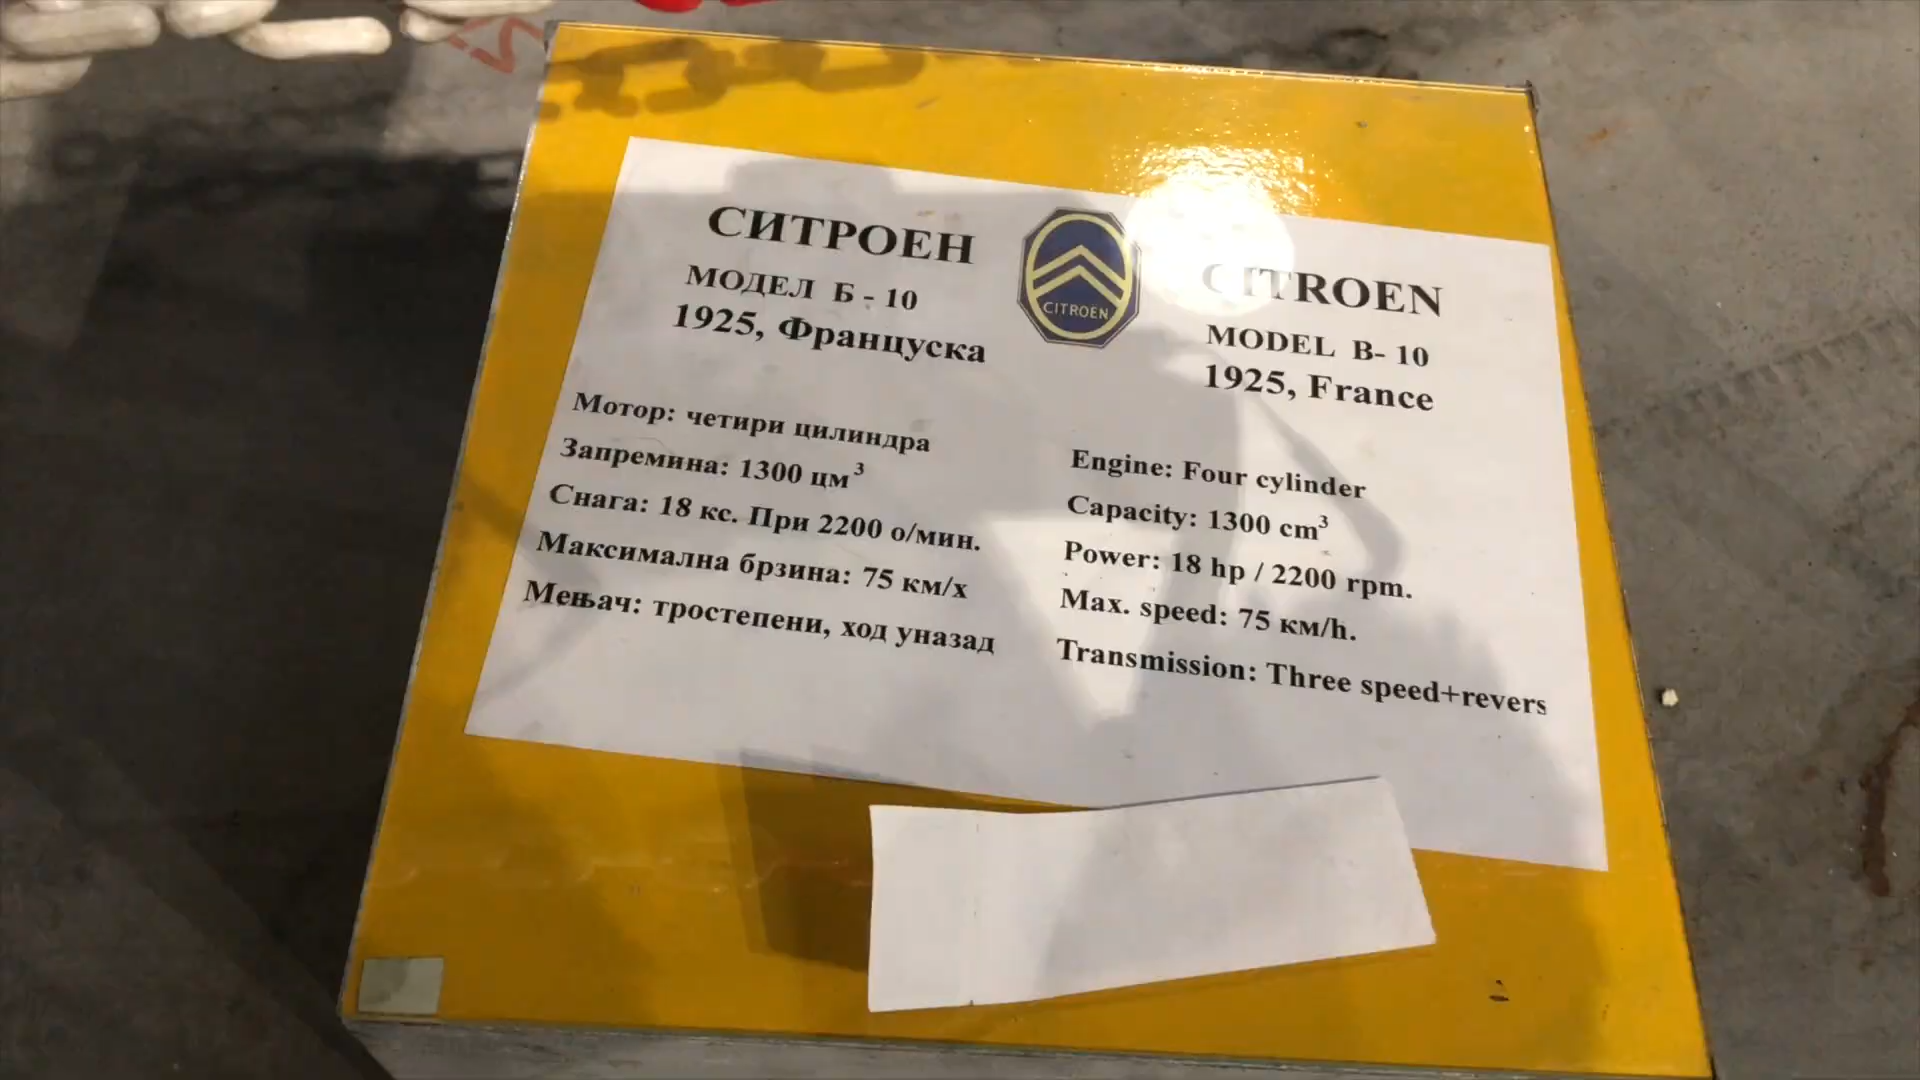 СИТРОЕН
МОДЕЛ Б - 10
1925, Француска
Мотор: четири цилиндра
Запремина: 1300 цм³
Снага: 18 кс. При 2200 о/мин.
Максимална брзина: 75 км/х
Мењач: тростепени, ход уназад
CITROËN
CITROEN
MODEL B- 10
1925, France
Engine: Four cylinder
Capacity: 1300 cm³
Power: 18 hp / 2200 rpm.
Max. speed: 75 км/h.
Transmission: Three speed+revers